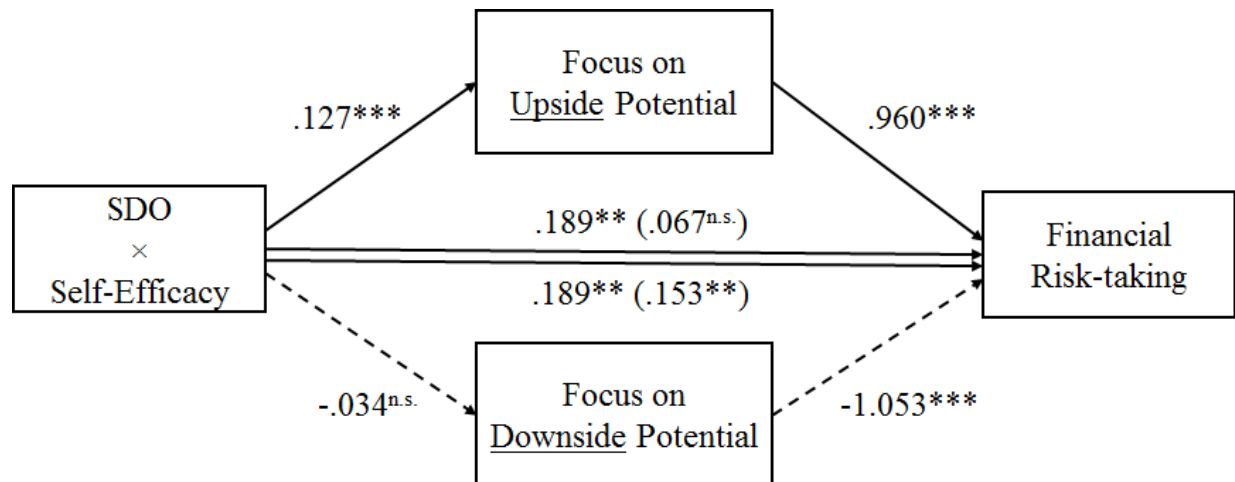 Focus on
Upside Potential
.127***
.960***
SDO
×
Self-Efficacy
.189** (.067n.s.)
.189** (.153**)
Financial
Risk-taking
-.034n.s.
Focus on
Downside Potential
-1.053***